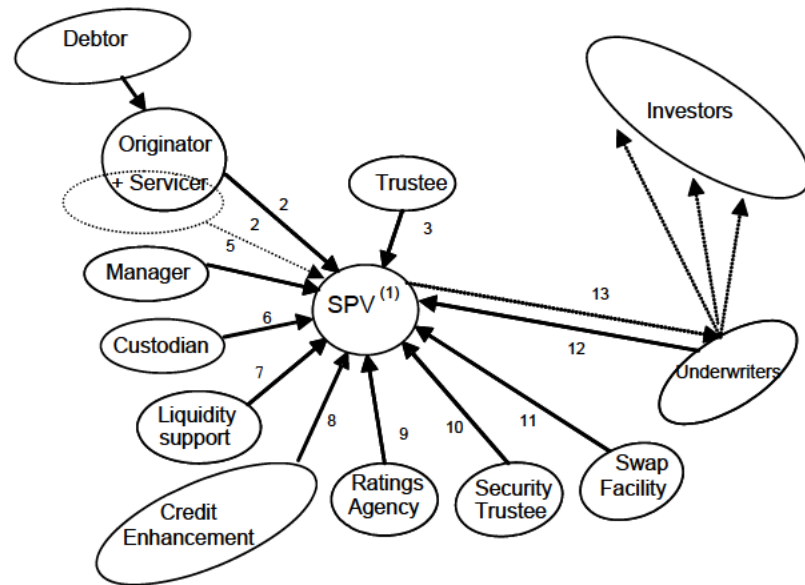 Debtor
Investors
Originator
+ Servicer
Trustee
2
2
3
5
Manager
SPV (1)
13
6
Custodian
12
Underwriters
7
Liquidity
support
8
9
10
11
Swap
Facility
Ratings
Agency
Security
Trustee
Credit
Enhancement